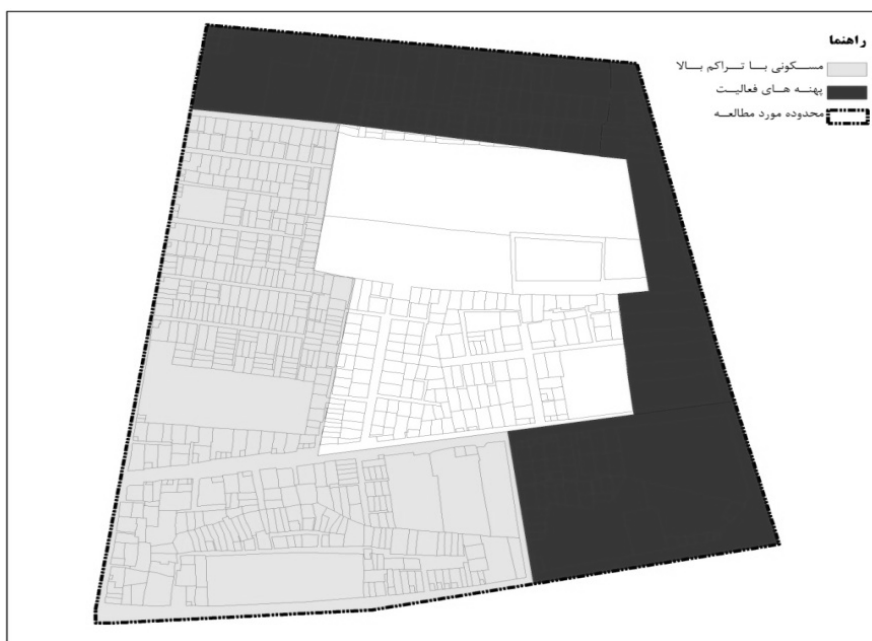 راهنما
مسکونی با تراکم بالا
پهنه های فعالیت
محدوده مورد مطالعه